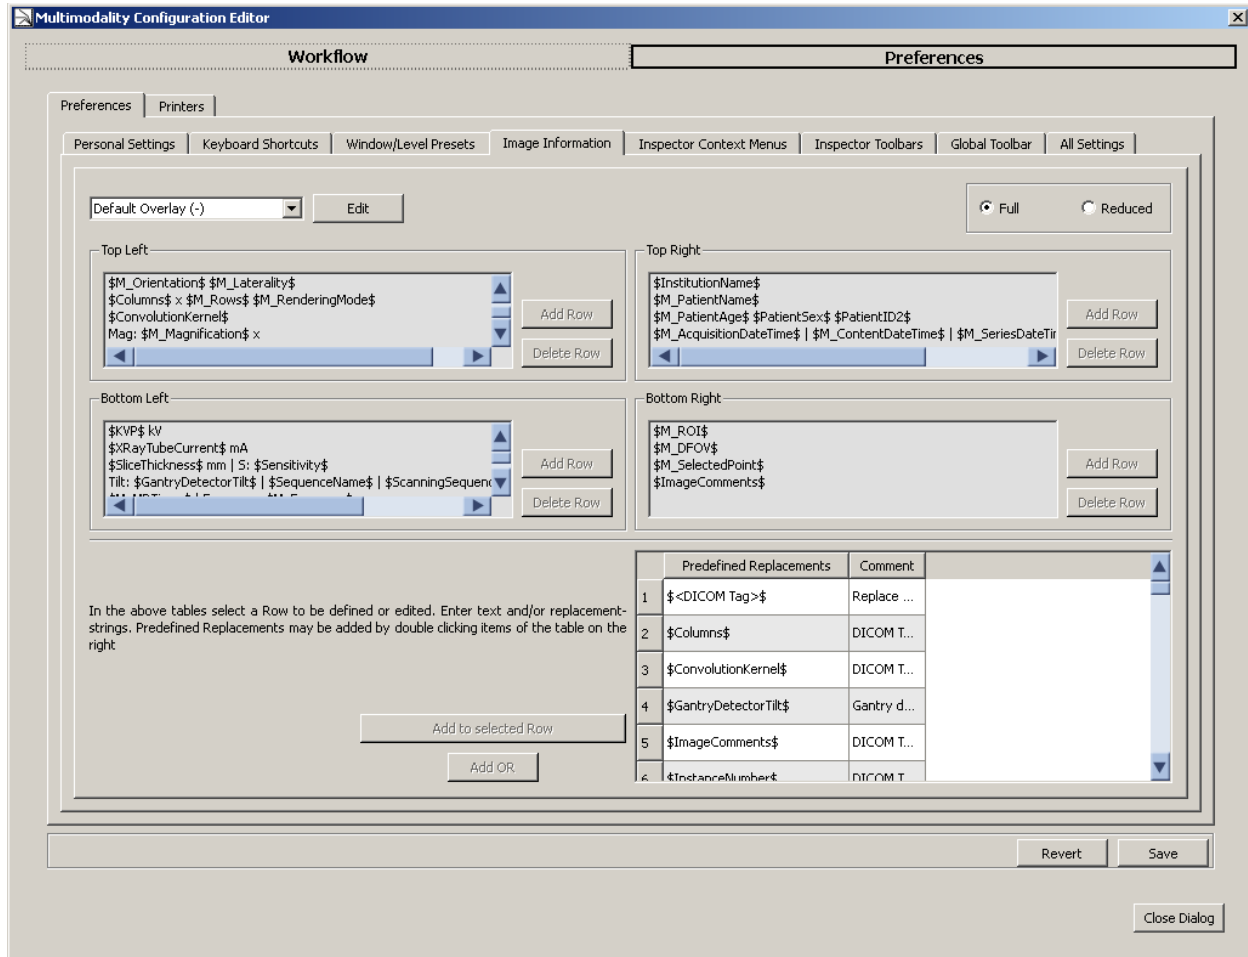 Multimodality Configuration Editor
Workflow
Preferences
Preferences
Printers
Personal Settings
Keyboard Shortcuts
Window/Level Presets
Image Information
Inspector Context Menus
Inspector Toolbars
Global Toolbar
All Settings
Default Overlay (-)
Edit
Full
Reduced
Top Left
$M_Orientation$ $M_Laterality$
$Columns$ x $M_Rows$ $M_RenderingMode$
$ConvolutionKernel$
Mag: $M_Magnification$ x
Add Row
Delete Row
Top Right
$InstitutionName$
$M_PatientName$
$M_PatientAge$ $PatientSex$ $PatientID2$
$M_AcquisitionDateTime$ | $M_ContentDateTime$ | $M_SeriesDateTir
Add Row
Delete Row
Bottom Left
$KVP$ kV
$XRayTubeCurrent$ mA
$SliceThickness$ mm | S: $Sensitivity$
Tilt: $GantryDetectorTilt$ | $SequenceName$ | $ScanningSequenc
Add Row
Delete Row
Bottom Right
$M_ROI$
$M_DFOV$
$M_SelectedPoint$
$ImageComments$
Add Row
Delete Row
In the above tables select a Row to be defined or edited. Enter text and/or replacement-
strings. Predefined Replacements may be added by double clicking items of the table on the
right
Add to selected Row
Add OR
Predefined Replacements Comment
1 $<DICOM Tag>$ Replace ...
2 $Columns$ DICOM T...
3 $ConvolutionKernel$ DICOM T...
4 $GantryDetectorTilt$ Gantry d...
5 $ImageComments$ DICOM T...
6 $InstanceNumber$ DICOM T
Revert
Save
Close Dialog